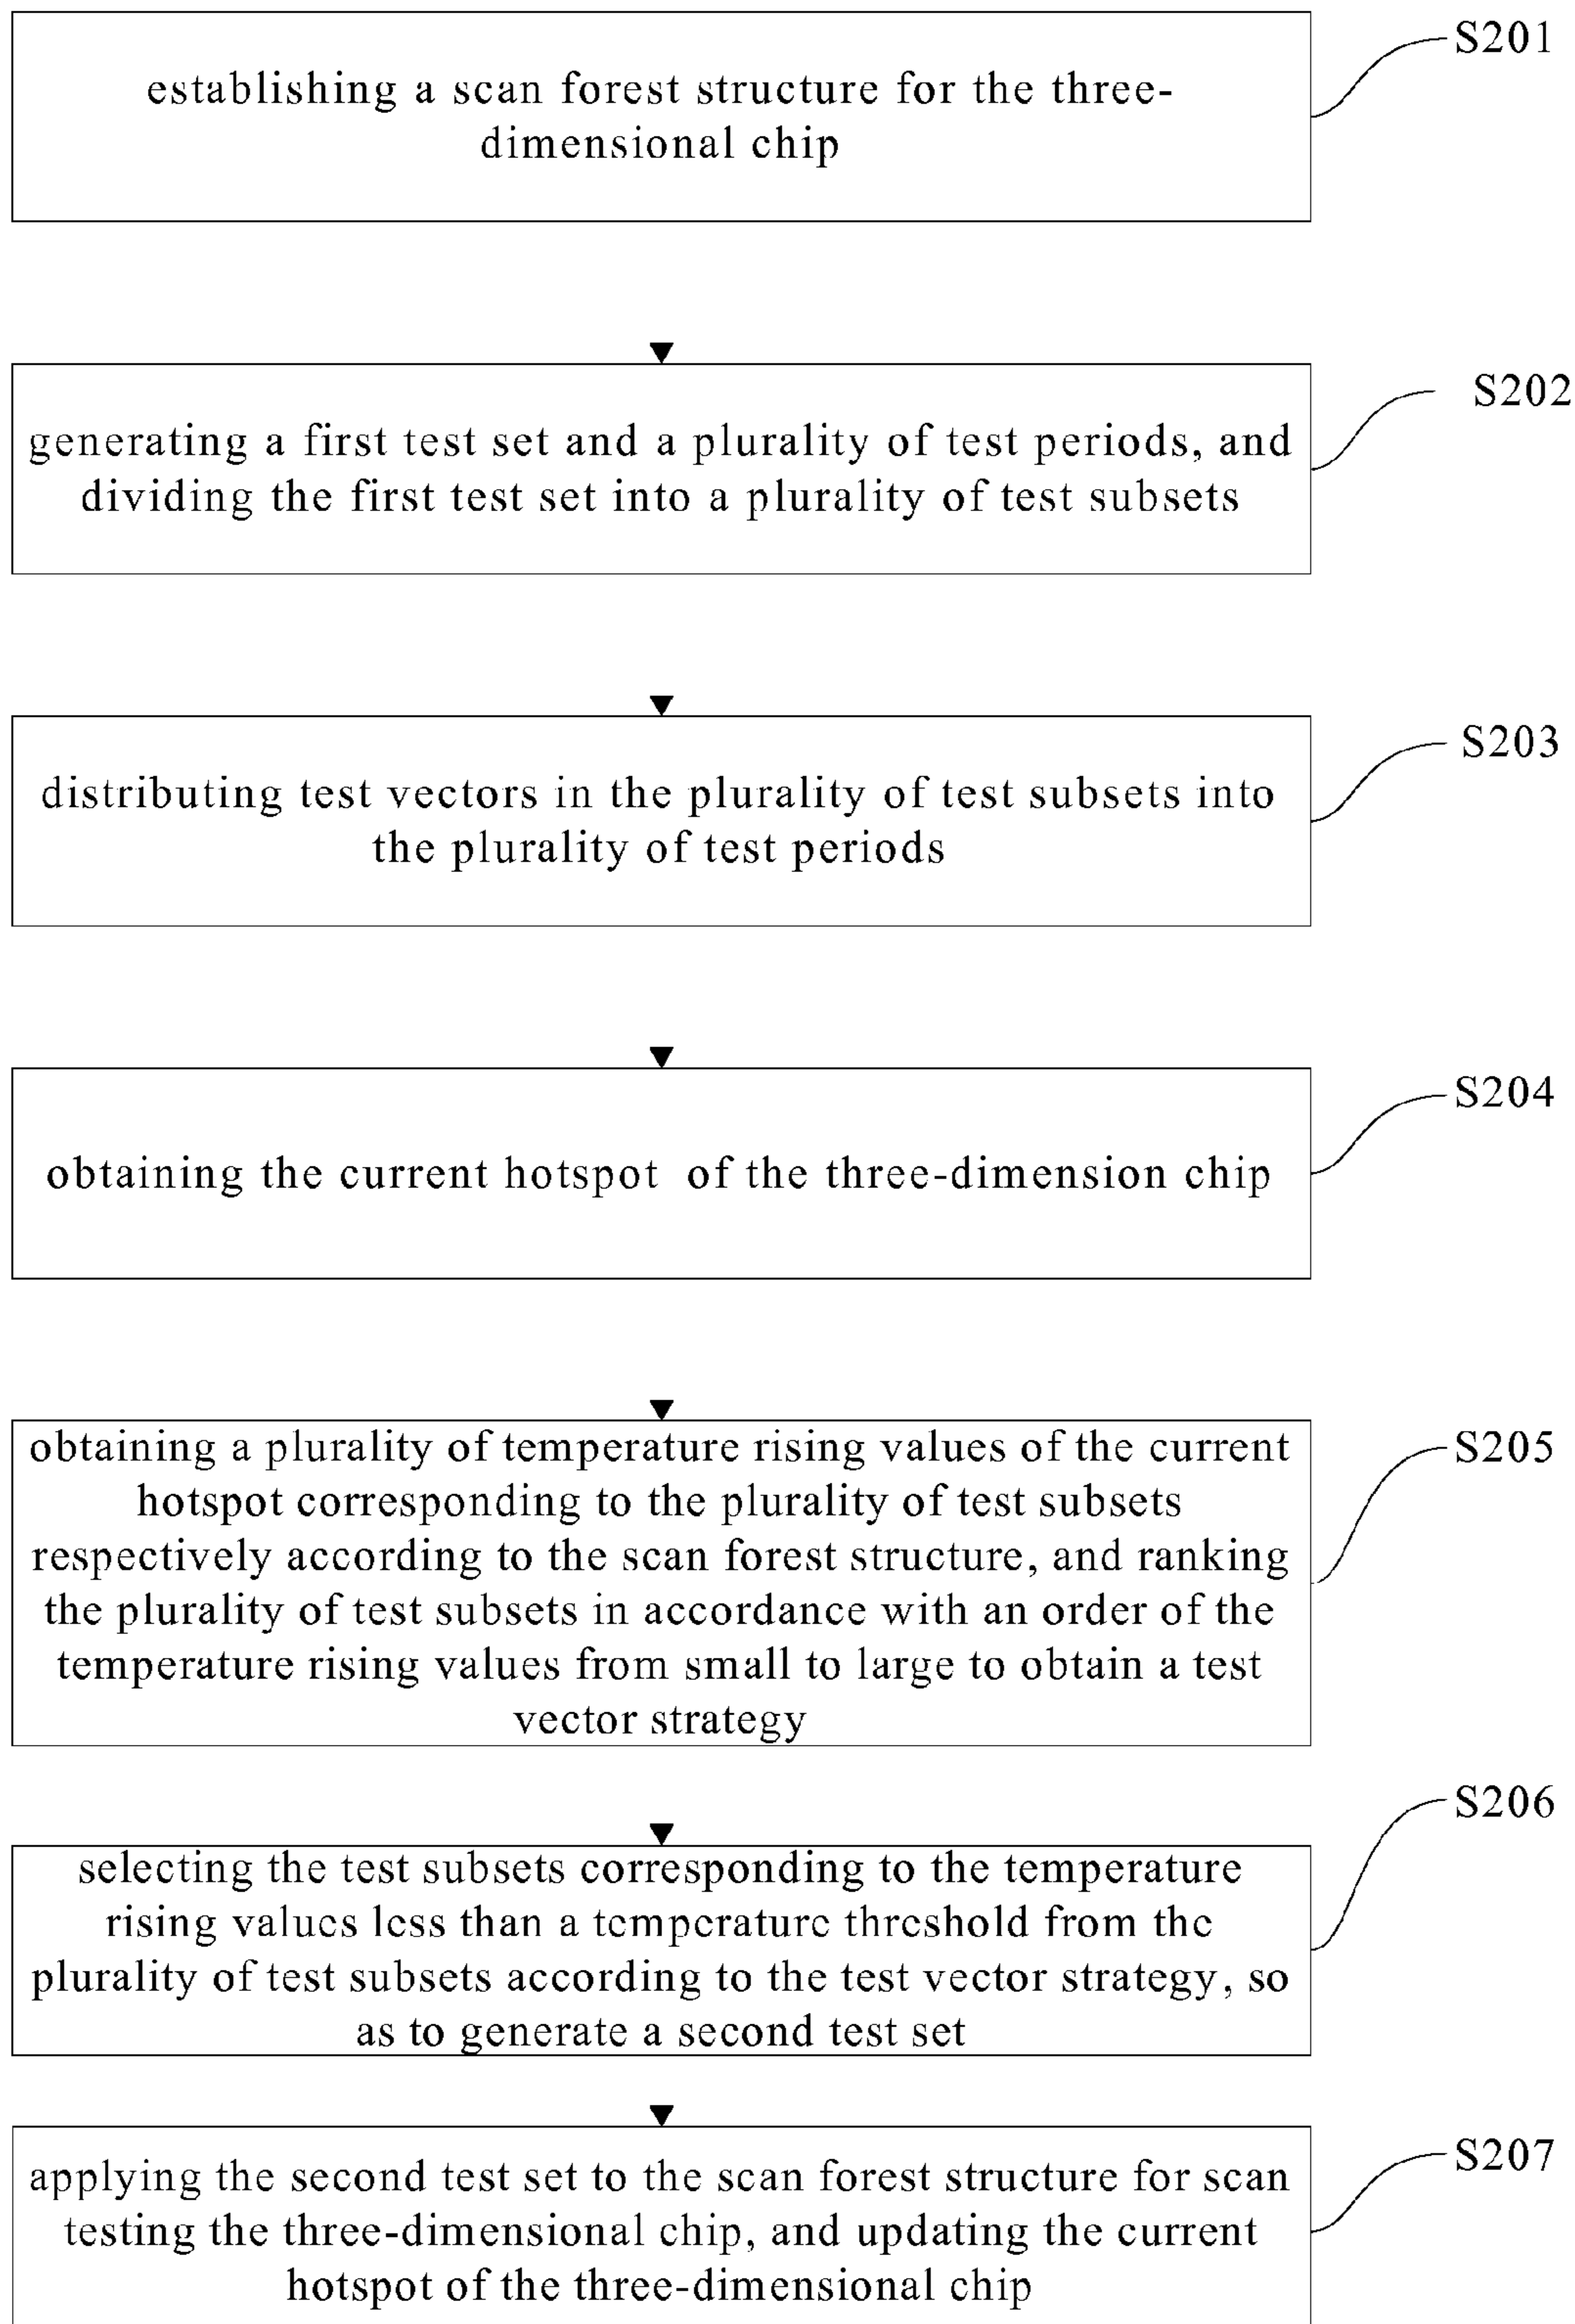 establishing a scan forest structure for the three-
dimensional chip
S201
generating a first test set and a plurality of test periods, and
dividing the first test set into a plurality of test subsets
S202
distributing test vectors in the plurality of test subsets into
the plurality of test periods
S203
obtaining the current hotspot of the three-dimension chip
S204
obtaining a plurality of temperature rising values of the current
hotspot corresponding to the plurality of test subsets
respectively according to the scan forest structure, and ranking
the plurality of test subsets in accordance with an order of the
temperature rising values from small to large to obtain a test
vector strategy
S205
selecting the test subsets corresponding to the temperature
rising values less than a temperature threshold from the
plurality of test subsets according to the test vector strategy, so
as to generate a second test set
S206
applying the second test set to the scan forest structure for scan
testing the three-dimensional chip, and updating the current
hotspot of the three-dimensional chip
S207